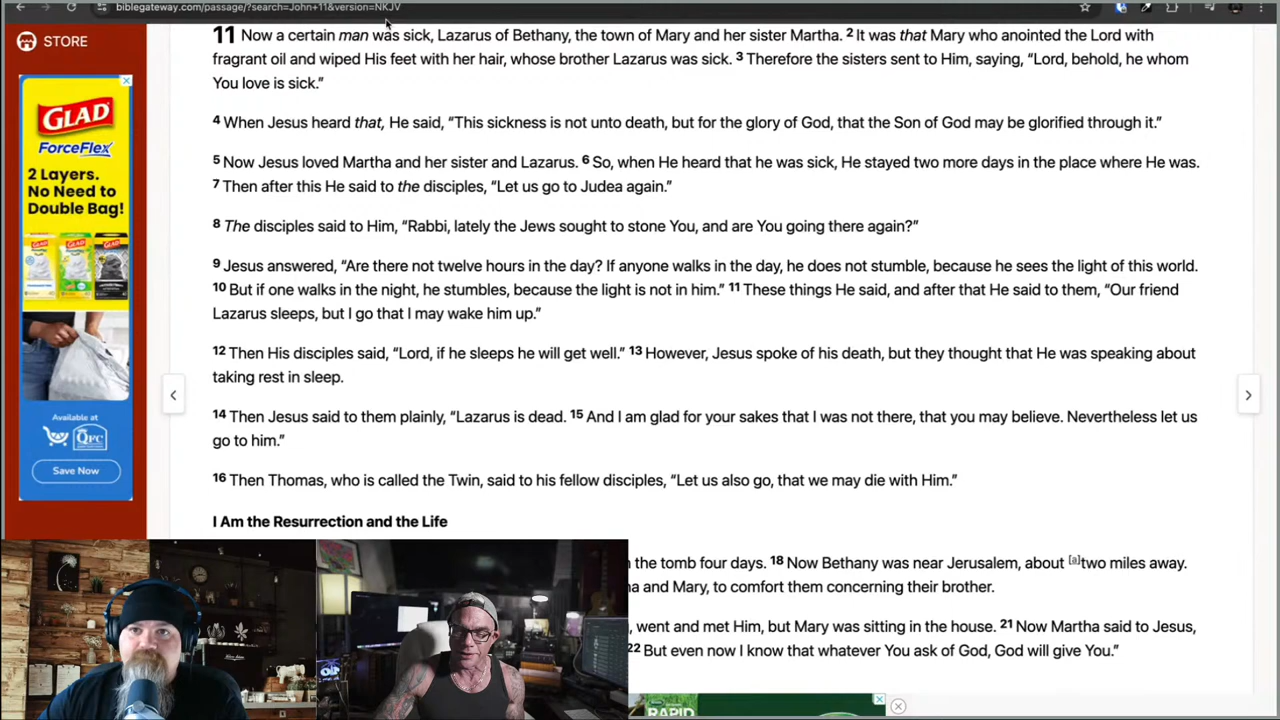 biblegateway.com/passage/?search=John+11&version=NKJV
STORE
GLAD
ForceFlex
2 Layers.
No Need to
Double Bag!
Available at
QFC
Save Now
11 Now a certain man was sick, Lazarus of Bethany, the town of Mary and her sister Martha. 2 It was that Mary who anointed the Lord with
fragrant oil and wiped His feet with her hair, whose brother Lazarus was sick. 3 Therefore the sisters sent to Him, saying, “Lord, behold, he whom
You love is sick.”
4 When Jesus heard that, He said, “This sickness is not unto death, but for the glory of God, that the Son of God may be glorified through it.”
5 Now Jesus loved Martha and her sister and Lazarus. 6 So, when He heard that he was sick, He stayed two more days in the place where He was.
7 Then after this He said to the disciples, “Let us go to Judea again.”
8 The disciples said to Him, “Rabbi, lately the Jews sought to stone You, and are You going there again?”
9 Jesus answered, “Are there not twelve hours in the day? If anyone walks in the day, he does not stumble, because he sees the light of this world.
10 But if one walks in the night, he stumbles, because the light is not in him.” 11 These things He said, and after that He said to them, “Our friend
Lazarus sleeps, but I go that I may wake him up.”
12 Then His disciples said, “Lord, if he sleeps he will get well.” 13 However, Jesus spoke of his death, but they thought that He was speaking about
taking rest in sleep.
14 Then Jesus said to them plainly, “Lazarus is dead. 15 And I am glad for your sakes that I was not there, that you may believe. Nevertheless let us
go to him.”
16 Then Thomas, who is called the Twin, said to his fellow disciples, “Let us also go, that we may die with Him.”
I Am the Resurrection and the Life
the tomb four days. 18 Now Bethany was near Jerusalem, about [a]two miles away.
and Mary, to comfort them concerning their brother.
, went and met Him, but Mary was sitting in the house. 21 Now Martha said to Jesus,
22 But even now I know that whatever You ask of God, God will give You.”
RAPID